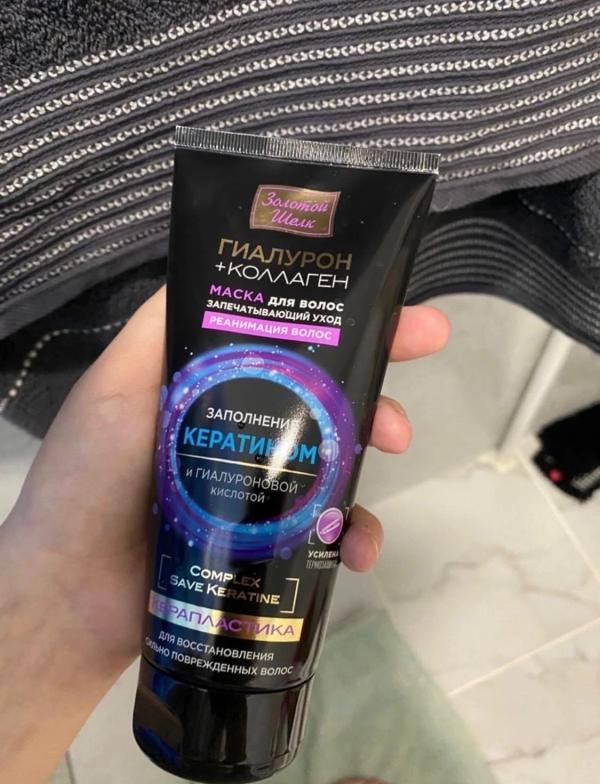 Золотой
Шелк
ГИАЛУРОН
+КОЛЛАГЕН
МАСКА ДЛЯ ВОЛОС
ЗАПЕЧАТЫВАЮЩИЙ УХОД
РЕАНИМАЦИЯ ВОЛОС
ЗАПОЛНЕНИЕ
КЕРАТИНОМ
И ГИАЛУРОНОВОЙ
КИСЛОТОЙ
УСИЛЕНА
COMPLEX
SAVE KERATINE
КЕРАПЛАСТИКА
ДЛЯ ВОССТАНОВЛЕНИЯ
СИЛЬНО ПОВРЕЖДЕННЫХ ВОЛОС